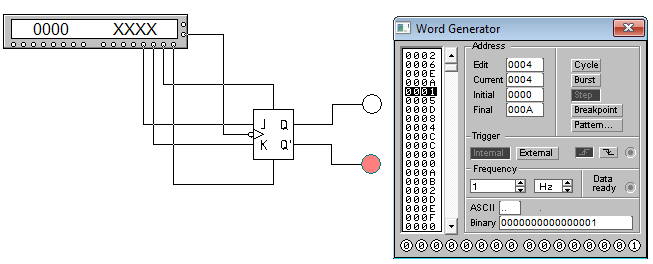 0000 XXXX
J Q
K Q'
Word Generator
0002
0006
000E
000A
0001
0005
000D
0008
0004
000C
000C
0000
0000
000A
000B
0002
000D
000E
000F
0000
Address
Edit 0004
Current 0004
Initial 0000
Final 000A
Cycle
Burst
Step
Breakpoint
Pattern...
Trigger
Internal External
Frequency
1 Hz
Data
ready
ASCII ..
Binary 0000000000000001
0 0 0 0 0 0 0 0 0 0 0 0 0 0 0 1